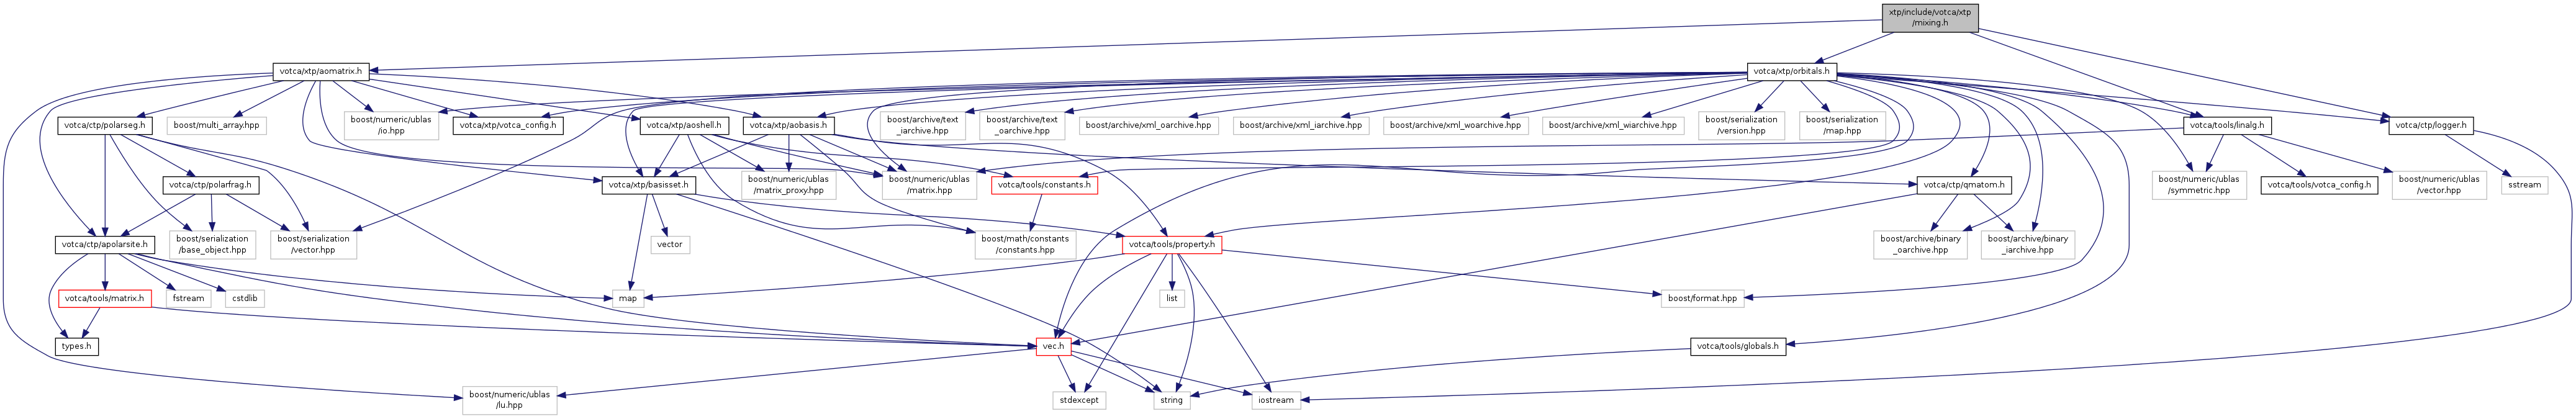 xtp/include/votca/xtp
/mixing.h
votca/xtp/aomatrix.h
votca/xtp/orbitals.h
votca/ctp/polarseg.h
boost/multi_array.hpp
boost/numeric/ublas
/io.hpp
votca/xtp/votca_config.h
votca/xtp/aoshell.h
votca/xtp/aobasis.h
boost/archive/text
_iarchive.hpp
boost/archive/text
_oarchive.hpp
boost/archive/xml_oarchive.hpp
boost/archive/xml_iarchive.hpp
boost/archive/xml_woarchive.hpp
boost/archive/xml_wiarchive.hpp
boost/serialization
/version.hpp
boost/serialization
/map.hpp
votca/tools/linalg.h
votca/ctp/logger.h
votca/ctp/polarfrag.h
votca/xtp/basisset.h
boost/numeric/ublas
/matrix_proxy.hpp
boost/numeric/ublas
/matrix.hpp
votca/tools/constants.h
votca/ctp/qmatom.h
boost/numeric/ublas
/symmetric.hpp
votca/tools/votca_config.h
boost/numeric/ublas
/vector.hpp
sstream
votca/ctp/apolarsite.h
boost/serialization
/base_object.hpp
boost/serialization
/vector.hpp
vector
boost/math/constants
/constants.hpp
votca/tools/property.h
boost/archive/binary
_oarchive.hpp
boost/archive/binary
_iarchive.hpp
votca/tools/matrix.h
fstream
cstdlib
map
list
boost/format.hpp
types.h
vec.h
votca/tools/globals.h
boost/numeric/ublas
/lu.hpp
stdexcept
string
iostream